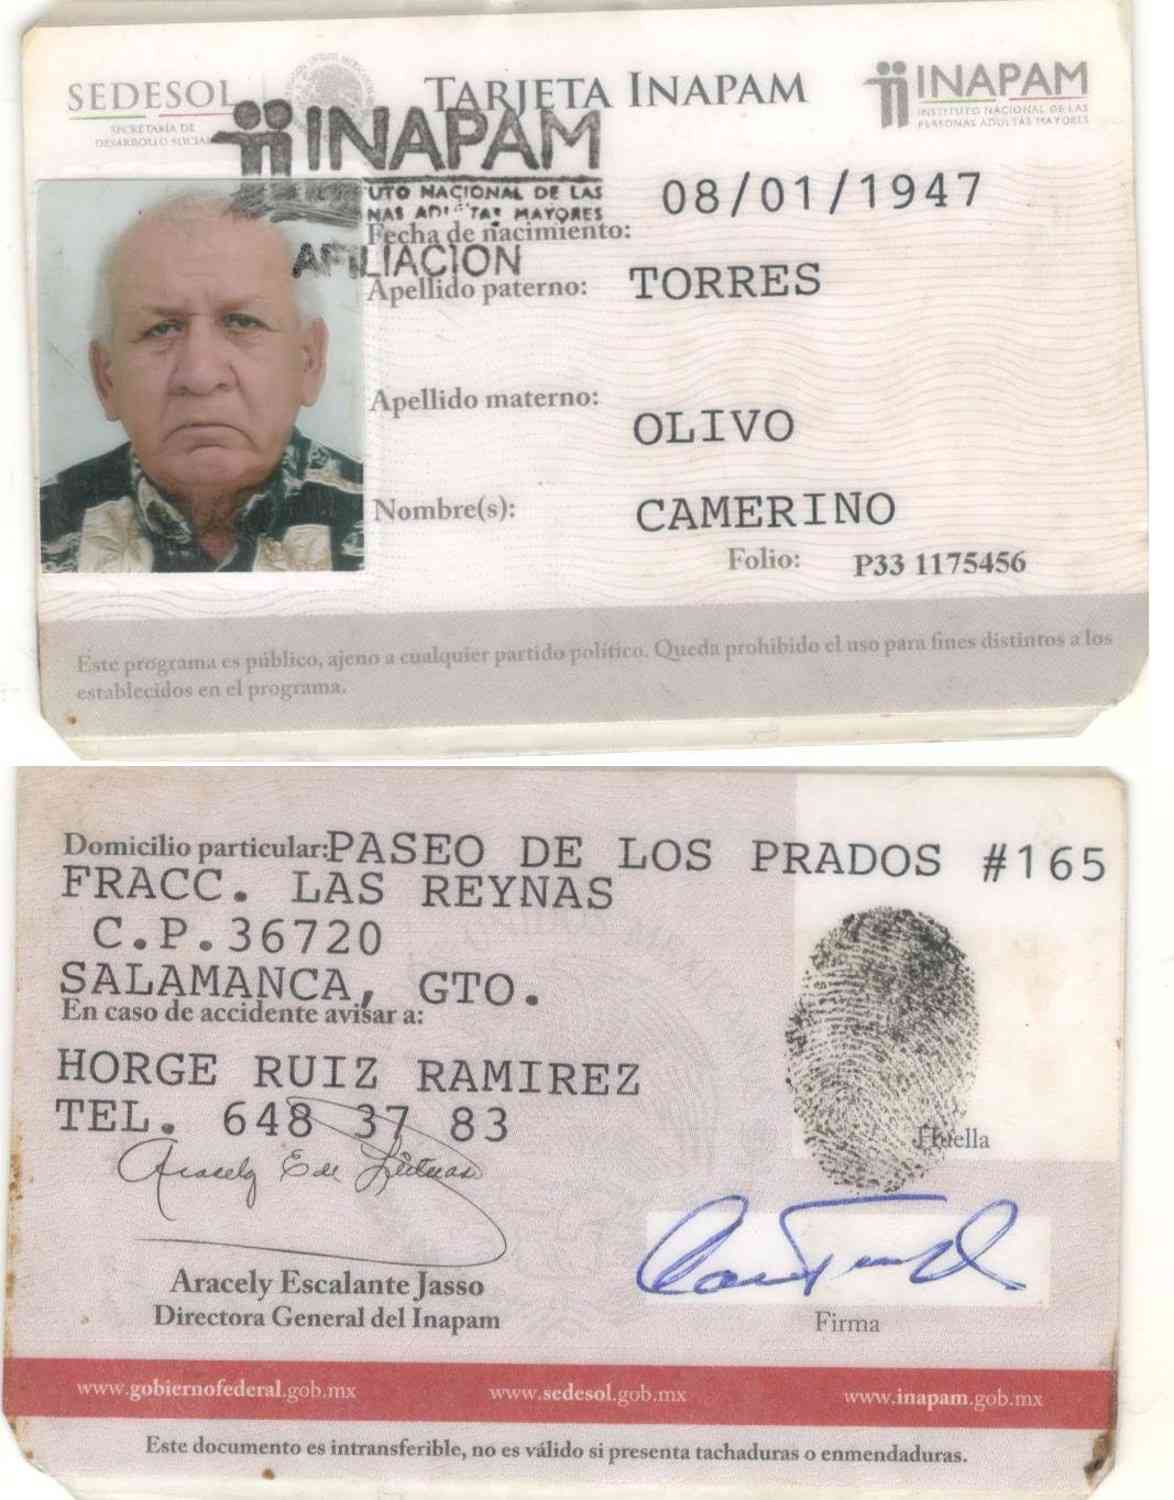 SEDESOL
SECRETARÍA DE
DESARROLLO SOCIAL
TARJETA INAPAM
INAPAM
INSTITUTO NACIONAL DE LAS
PERSONAS ADULTAS MAYORES
INAPAM
UTO NACIONAL DE LAS
NAS ADULTAS MAYORES
AFILIACION
Fecha de nacimiento: 08/01/1947
Apellido paterno: TORRES
Apellido materno: OLIVO
Nombre(s): CAMERINO
Folio: P33 1175456
Este programa es público, ajeno a cualquier partido político. Queda prohibido el uso para fines distintos a los
establecidos en el programa.
Domicilio particular: PASEO DE LOS PRADOS #165
FRACC. LAS REYNAS
C.P.36720
SALAMANCA, GTO.
En caso de accidente avisar a:
HORGE RUIZ RAMIREZ
TEL. 648 37 83
Huella
Aracely Escalante Jasso
Directora General del Inapam
Firma
www.gobiernofederal.gob.mx www.sedesol.gob.mx www.inapam.gob.mx
Este documento es intransferible, no es válido si presenta tachaduras o enmendaduras.